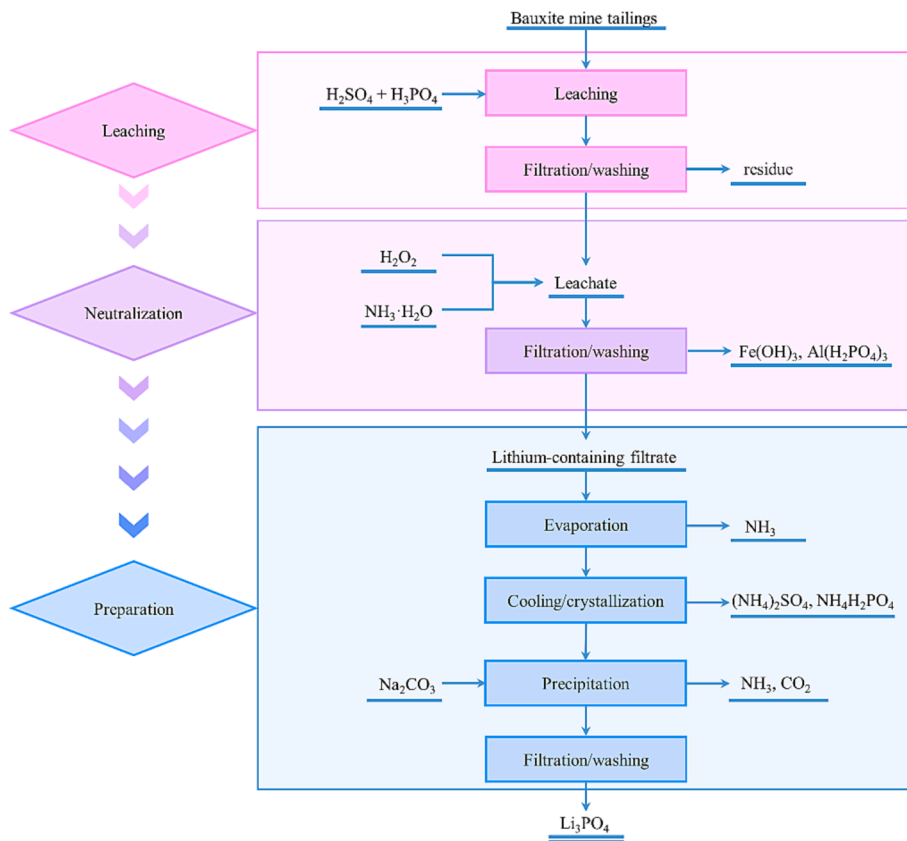 Bauxite mine tailings
H₂SO₄ + H₃PO₄
Leaching
Leaching
Filtration/washing
residue
H₂O₂
NH₃·H₂O
Leachate
Neutralization
Filtration/washing
Fe(OH)₃, Al(H₂PO₄)₃
Lithium-containing filtrate
Evaporation
NH₃
Preparation
Cooling/crystallization
(NH₄)₂SO₄, NH₄H₂PO₄
Na₂CO₃
Precipitation
NH₃, CO₂
Filtration/washing
Li₃PO₄